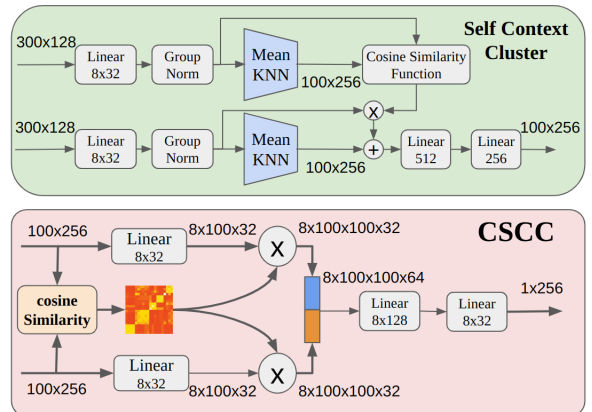 Self Context
Cluster
300x128
Linear
8x32
Group
Norm
Mean
KNN
100x256
Cosine Similarity
Function
X
300x128
Linear
8x32
Group
Norm
Mean
KNN
100x256
+
Linear
512
Linear
256
100x256
CSCC
100x256
Linear
8x32
8x100x32
X
8x100x100x32
cosine
Similarity
8x100x100x64
Linear
8x128
Linear
8x32
1x256
100x256
Linear
8x32
8x100x32
X
8x100x100x32